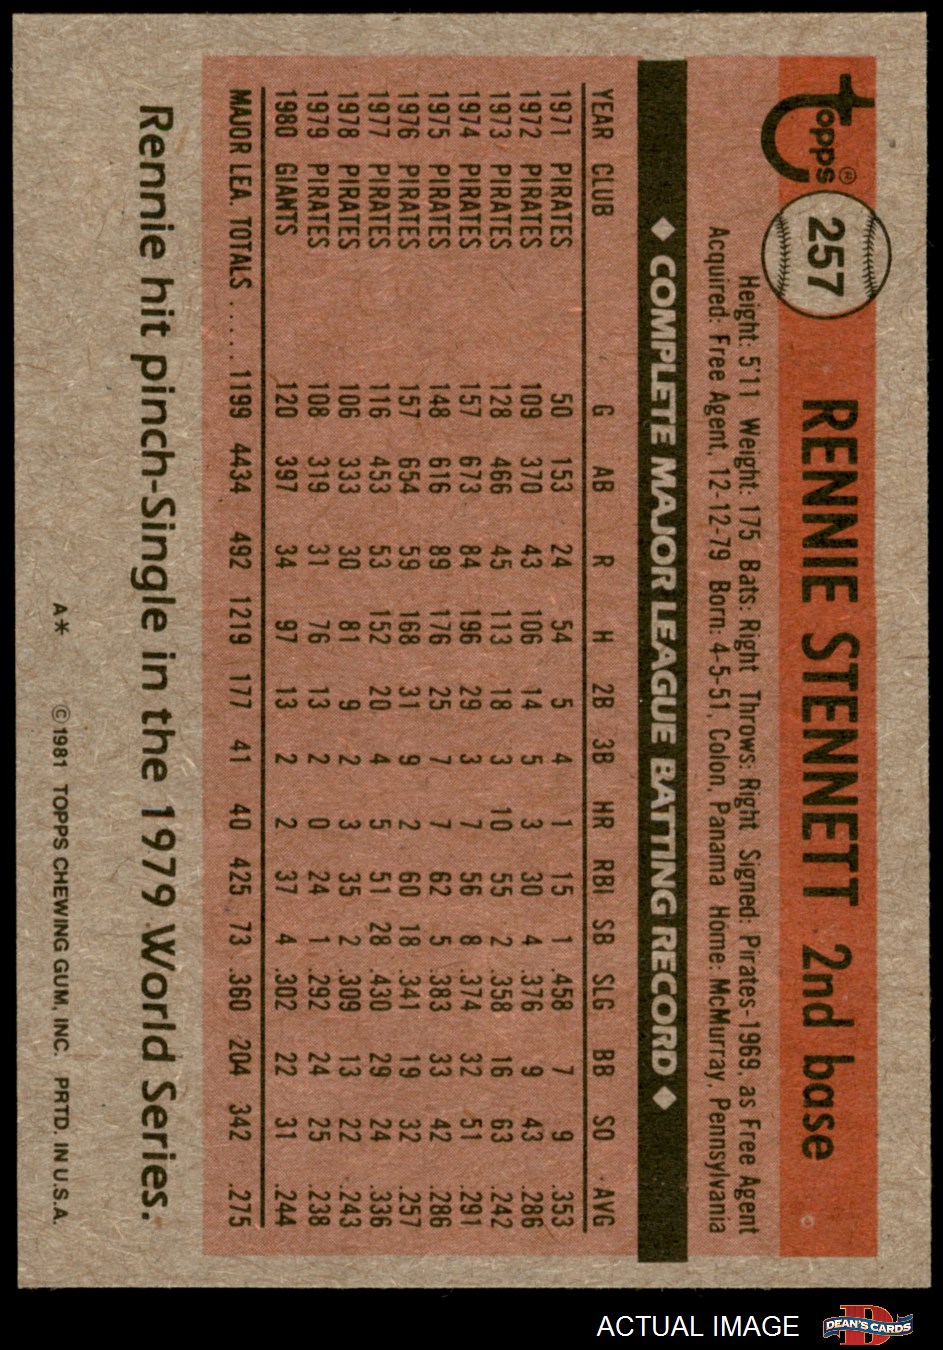 Topps®
257
RENNIE STENNETT 2nd base
Height: 5'11 Weight: 175 Bats: Right Throws: Right Signed: Pirates-1969, as Free Agent
Acquired: Free Agent, 12-12-79 Born: 4-5-51, Colon, Panama Home: McMurray, Pennsylvania
◆ COMPLETE MAJOR LEAGUE BATTING RECORD ◆
YEAR CLUB G AB R H 2B 3B HR RBI SB SLG BB SO AVG
1971 PIRATES 50 153 24 54 5 4 1 15 1 .458 7 9 .353
1972 PIRATES 109 370 43 106 14 5 3 30 4 .376 9 43 .286
1973 PIRATES 128 466 45 113 18 3 10 55 2 .358 16 63 .242
1974 PIRATES 157 673 84 196 29 3 7 56 8 .374 32 51 .291
1975 PIRATES 148 616 89 176 25 7 7 62 5 .383 33 42 .286
1976 PIRATES 157 654 59 168 31 9 2 60 18 .341 19 32 .257
1977 PIRATES 116 453 53 152 20 4 5 51 28 .430 29 24 .336
1978 PIRATES 106 333 30 81 9 2 3 35 2 .309 13 22 .243
1979 PIRATES 108 319 31 76 13 2 0 24 1 .292 24 25 .238
1980 GIANTS 120 397 34 97 13 2 2 37 4 .302 22 31 .244
MAJOR LEA. TOTALS ..... 1199 4434 492 1219 177 41 40 425 73 .360 204 342 .275
Rennie hit pinch-Single in the 1979 World Series.
A* ©1981 TOPPS CHEWING GUM, INC. PRTD. IN U.S.A.
ACTUAL IMAGE
DEAN'S CARDS